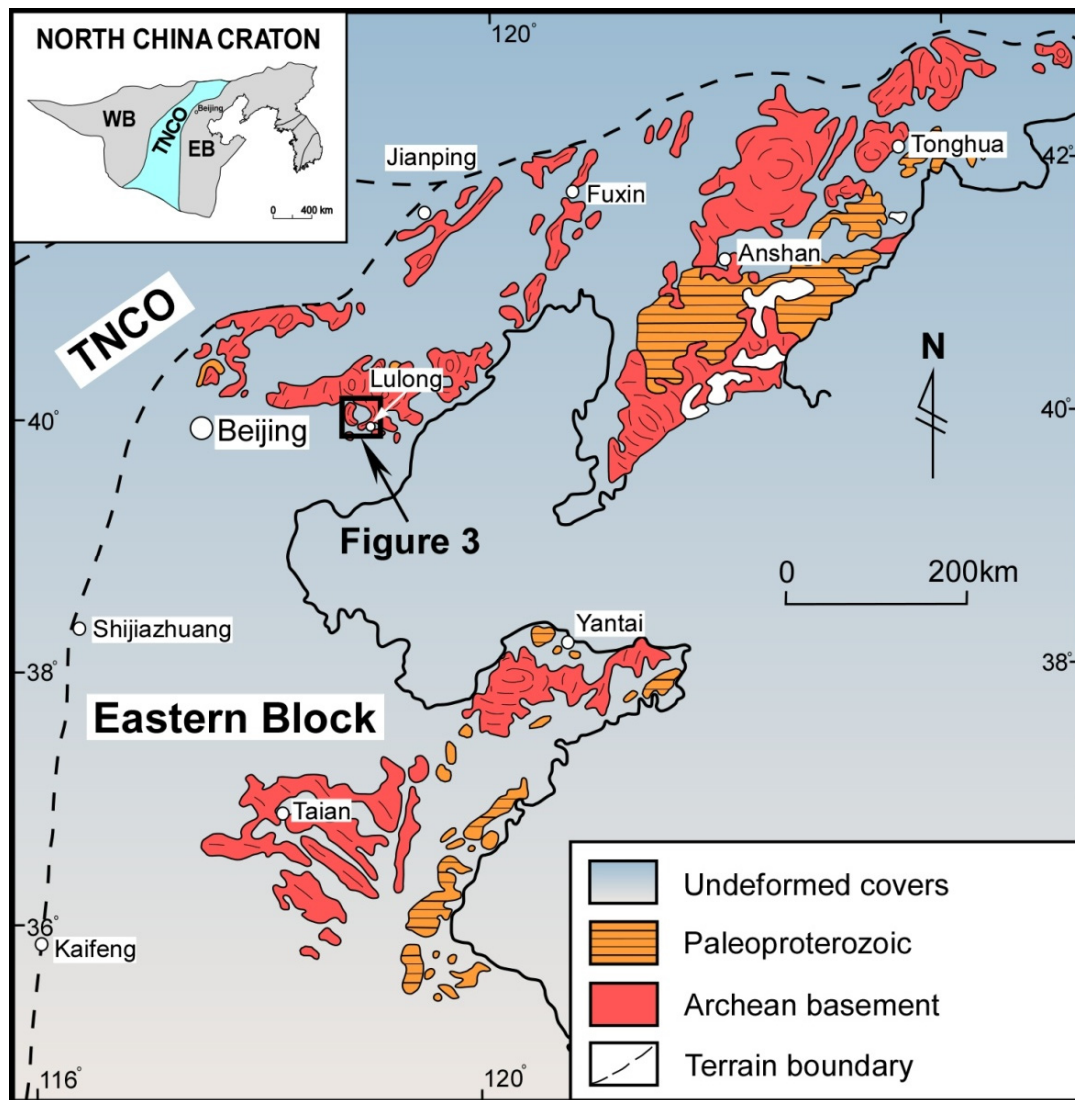 NORTH CHINA CRATON
WB
TNCO
EB
Beijing
0 400 km
120°
42°
Jianping
Fuxin
Tonghua
Anshan
TNCO
Lulong
N
40°
40°
Beijing
Figure 3
0 200km
Shijiazhuang
Yantai
38°
38°
Eastern Block
Taian
36°
Kaifeng
116°
120°
Undeformed covers
Paleoproterozoic
Archean basement
Terrain boundary